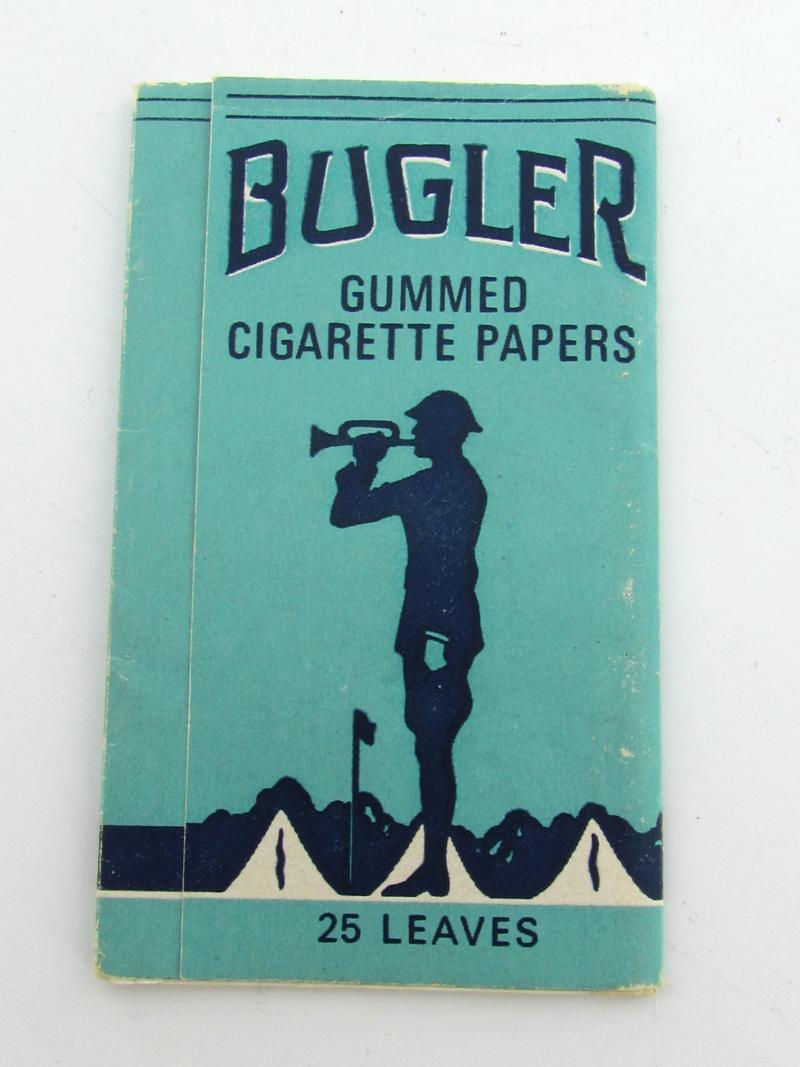 BUGLER
GUMMED
CIGARETTE PAPERS
25 LEAVES